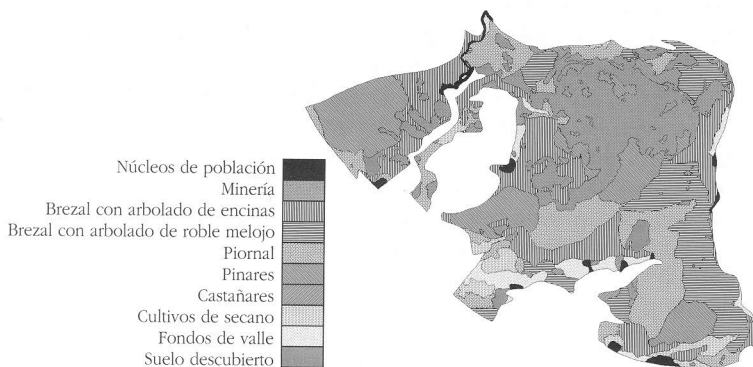 Núcleos de población
Minería
Brezal con arbolado de encinas
Brezal con arbolado de roble melojo
Piornal
Pinares
Castañares
Cultivos de secano
Fondos de valle
Suelo descubierto